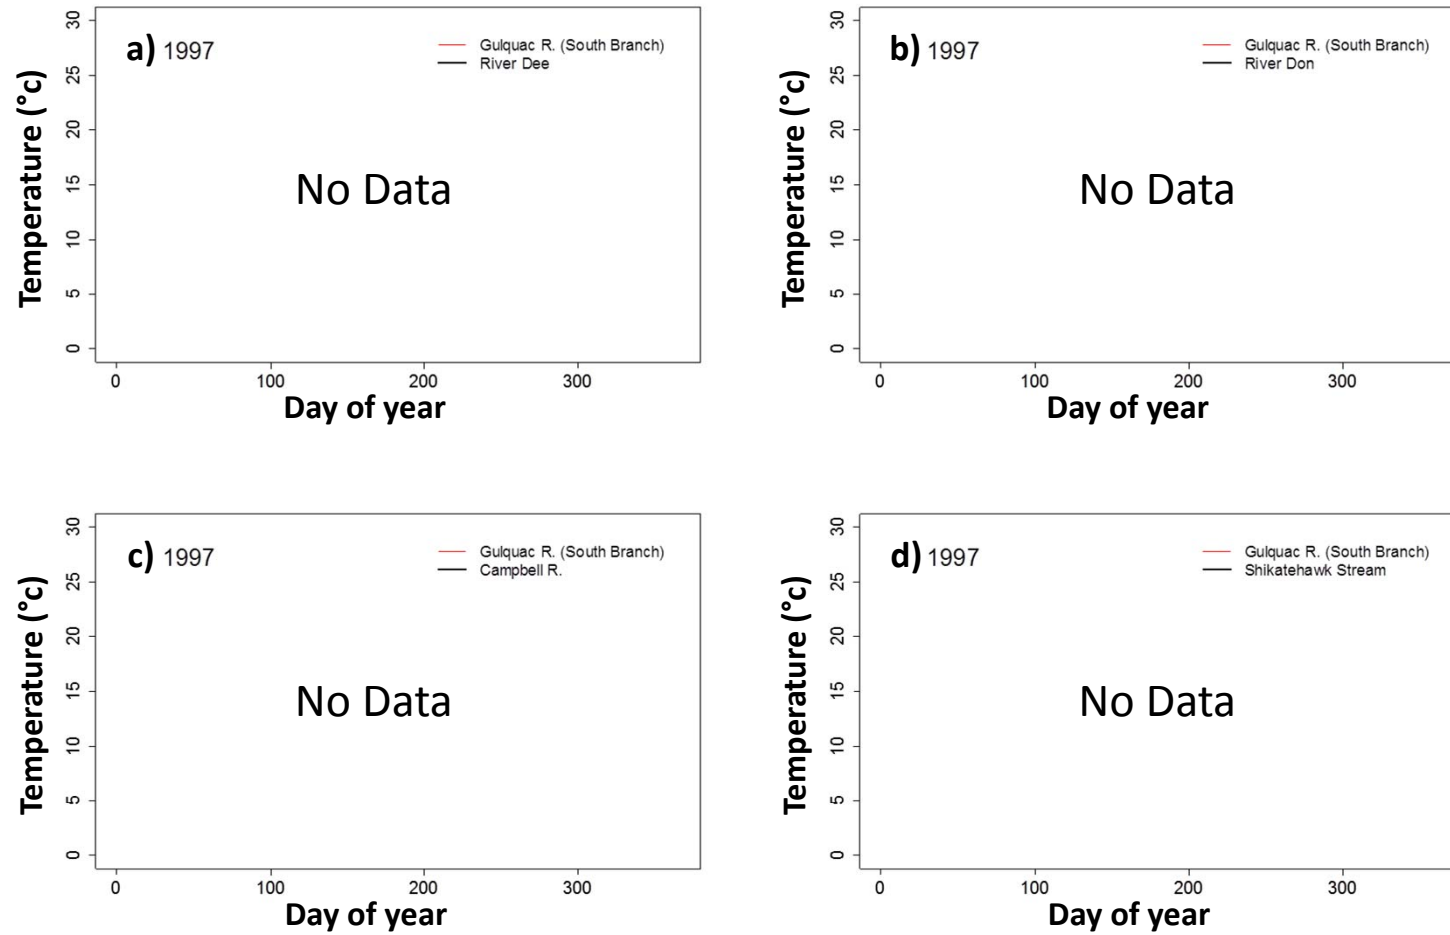 a) 1997
Gulquac R. (South Branch)
River Dee
No Data
Temperature (°c)
30
25
20
15
10
5
0
0 100 200 300
Day of year
b) 1997
Gulquac R. (South Branch)
River Don
No Data
Temperature (°c)
30
25
20
15
10
5
0
0 100 200 300
Day of year
c) 1997
Gulquac R. (South Branch)
Campbell R.
No Data
Temperature (°c)
30
25
20
15
10
5
0
0 100 200 300
Day of year
d) 1997
Gulquac R. (South Branch)
Shikatehawk Stream
No Data
Temperature (°c)
30
25
20
15
10
5
0
0 100 200 300
Day of year